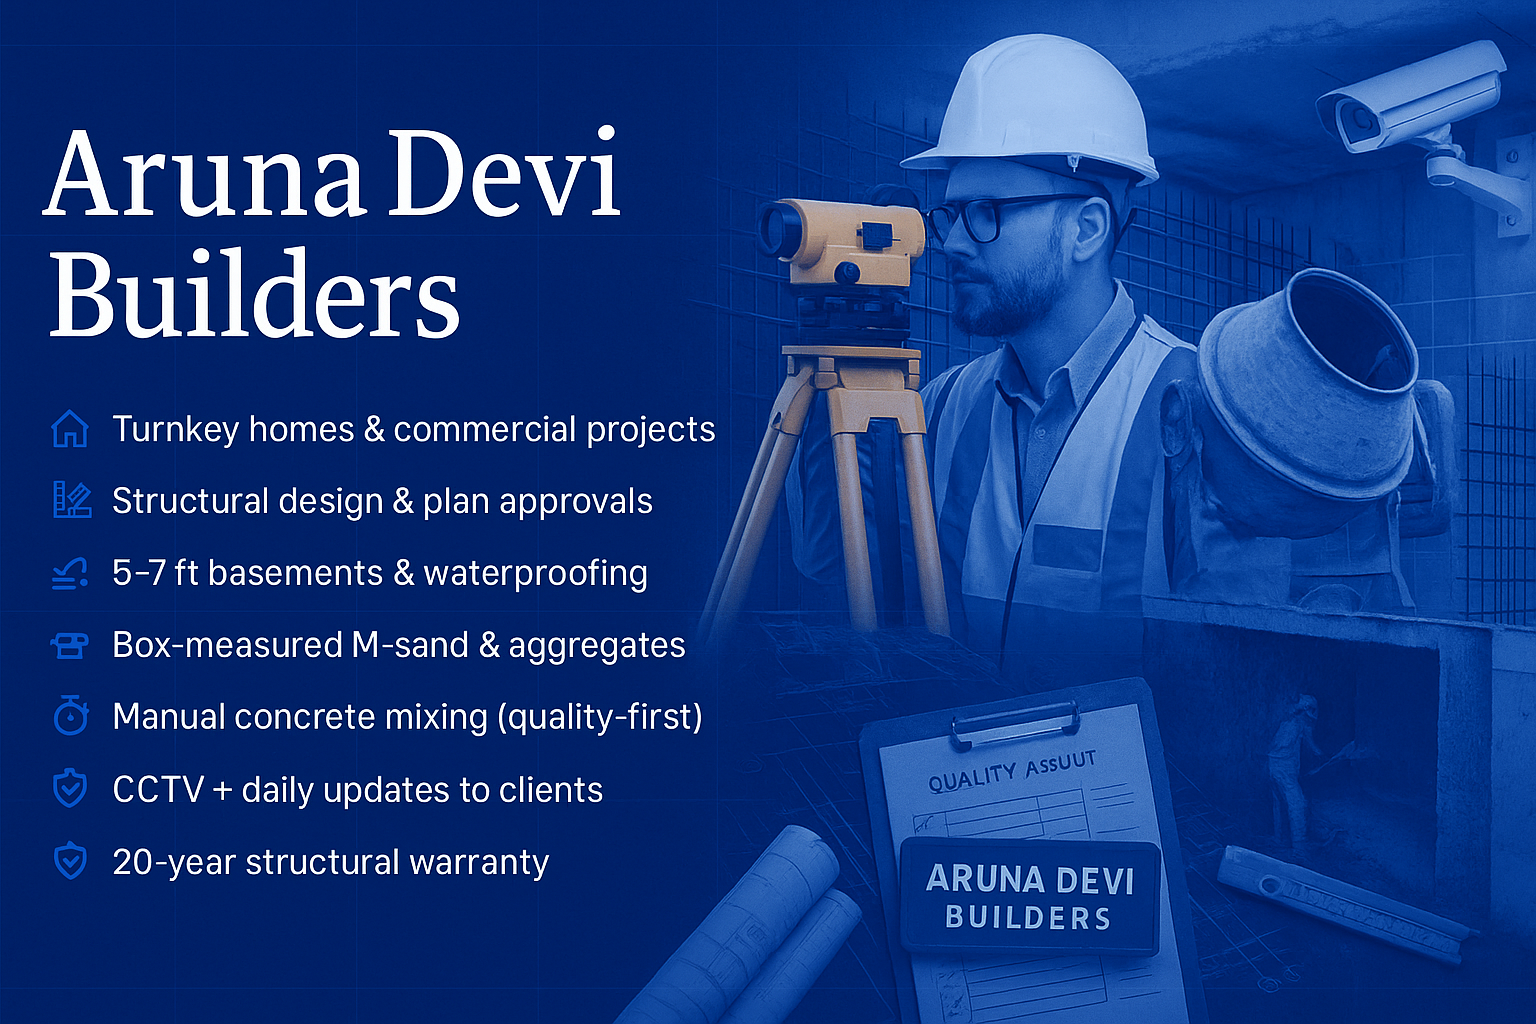 Aruna Devi
Builders
Turnkey homes & commercial projects
Structural design & plan approvals
5–7 ft basements & waterproofing
Box-measured M-sand & aggregates
Manual concrete mixing (quality-first)
CCTV + daily updates to clients
20-year structural warranty
QUALITY ASSUUT
ARUNA DEVI
BUILDERS